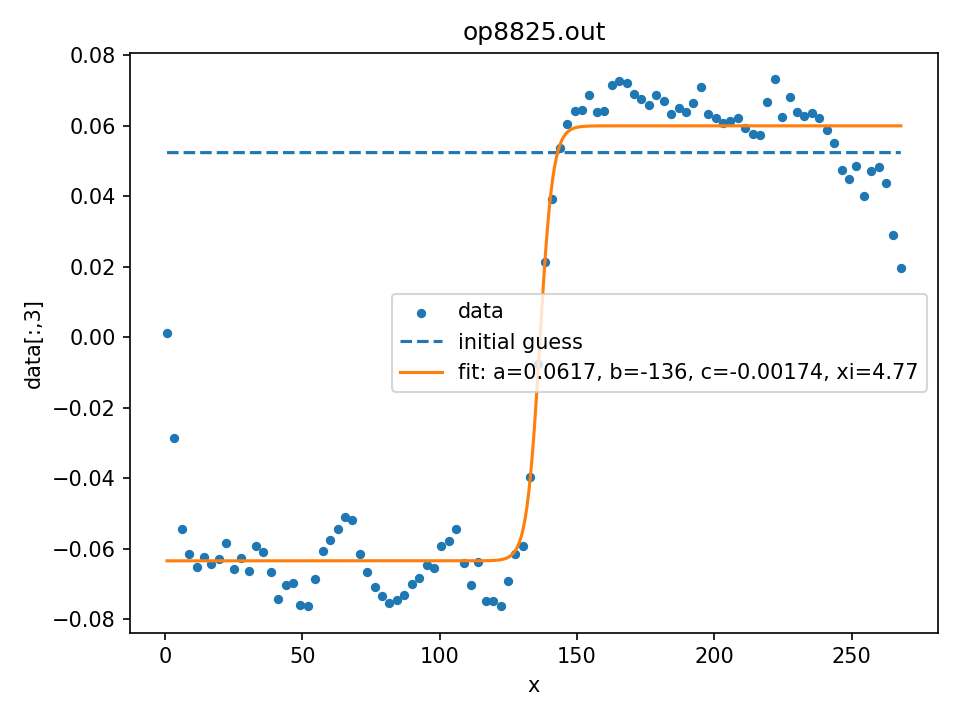 op8825.out
0.08
0.06
0.04
0.02
0.00
−0.02
−0.04
−0.06
−0.08
data[:,3]
data
initial guess
fit: a=0.0617, b=-136, c=-0.00174, xi=4.77
0 50 100 150 200 250
x